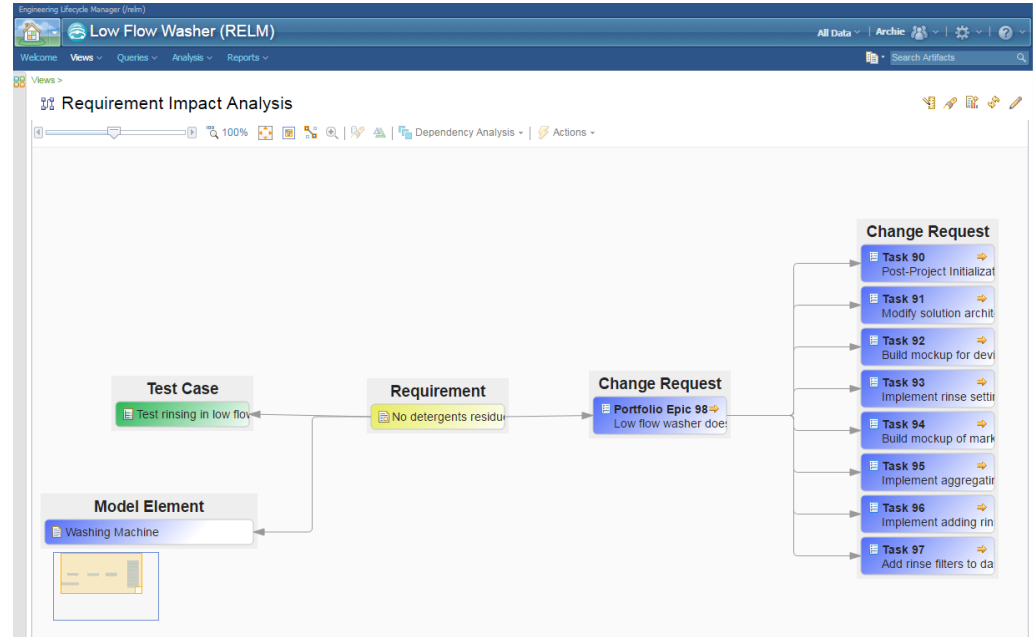 Engineering Lifecycle Manager (/relm)
Low Flow Washer (RELM)
All Data
Archie
Welcome Views Queries Analysis Reports
Search Artifacts
Views >
Requirement Impact Analysis
100%
Dependency Analysis
Actions
Change Request
Task 90
Post-Project Initializat
Task 91
Modify solution archit
Task 92
Build mockup for devi
Task 93
Implement rinse settin
Task 94
Build mockup of mark
Task 95
Implement aggregatin
Task 96
Implement adding rin
Task 97
Add rinse filters to da
Test Case
Test rinsing in low flow
Requirement
No detergents residu
Change Request
Portfolio Epic 98
Low flow washer does
Model Element
Washing Machine